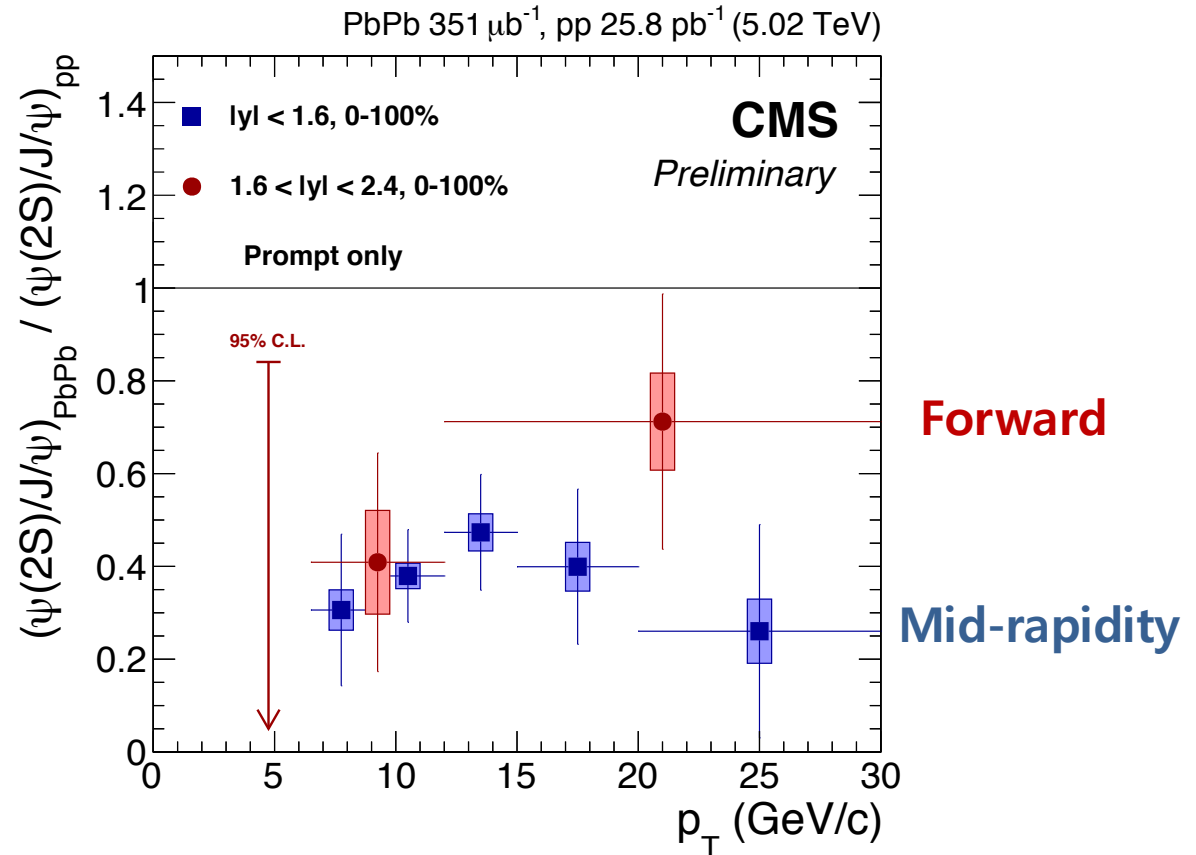 PbPb 351 μb⁻¹, pp 25.8 pb⁻¹ (5.02 TeV)
(ψ(2S)/J/ψ)PbPb / (ψ(2S)/J/ψ)pp
|y| < 1.6, 0-100%
1.6 < |y| < 2.4, 0-100%
CMS
Preliminary
Prompt only
95% C.L.
1.4
1.2
1
0.8
0.6
0.4
0.2
0
0 5 10 15 20 25 30
pT (GeV/c)
Forward
Mid-rapidity